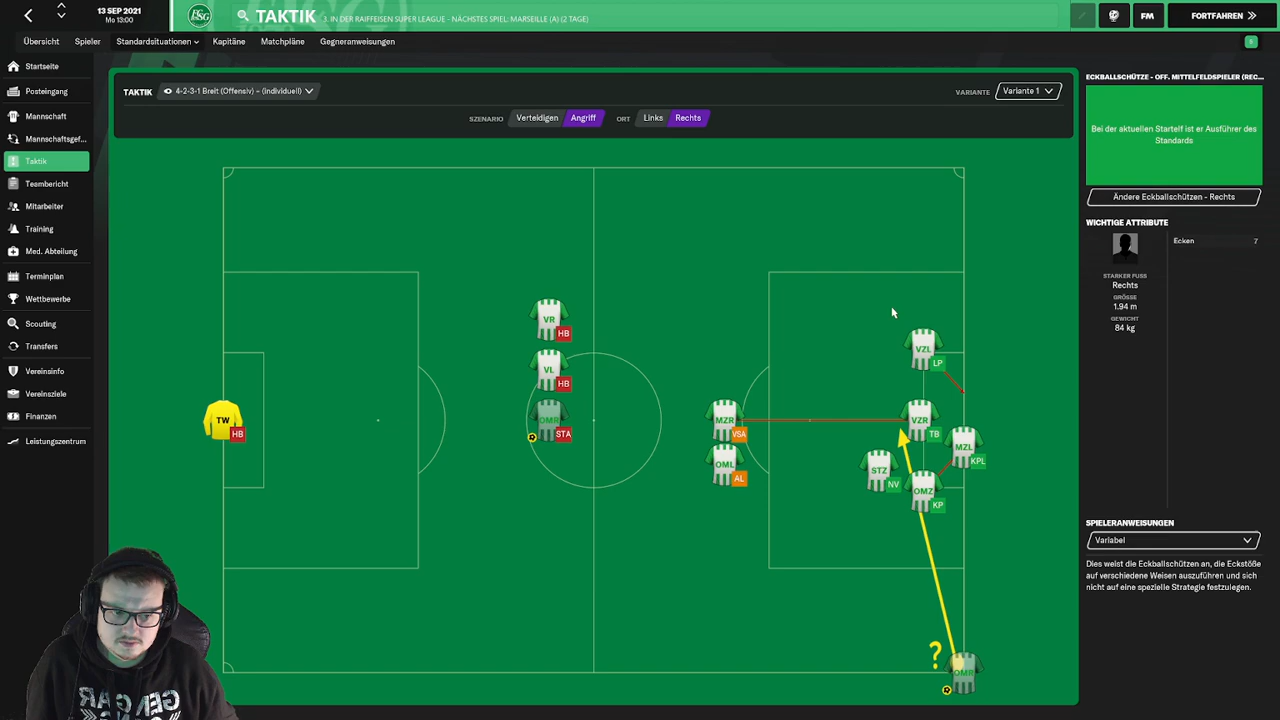 13 SEP 2021
Mo 13:00
TAKTIK
3. IN DER RAIFFEISEN SUPER LEAGUE - NÄCHSTES SPIEL: MARSEILLE (A) (2 TAGE)
FM
FORTFAHREN
Übersicht
Spieler
Standardsituationen
Kapitäne
Matchpläne
Gegneranweisungen
Startseite
Posteingang
Mannschaft
Mannschaftsgef...
Taktik
Teambericht
Mitarbeiter
Training
Med. Abteilung
Terminplan
Wettbewerbe
Scouting
Transfers
Vereinsinfo
Vereinsziele
Finanzen
Leistungszentrum
TAKTIK
4-2-3-1 Breit (Offensiv) – (Individuell)
VARIANTE
Variante 1
SZENARIO
Verteidigen
Angriff
ORT
Links
Rechts
VR
HB
VL
HB
OMR
STA
TW
HB
MZR
VSA
OML
AL
VZL
LP
VZR
TB
MZL
KPL
STZ
NV
OMZ
KP
?
OMR
ECKBALLSCHÜTZE - OFF. MITTELFELDSPIELER (REC...
Bei der aktuellen Startelf ist er Ausführer des
Standards
Ändere Eckballschützen - Rechts
WICHTIGE ATTRIBUTE
Ecken 7
STARKER FUSS
Rechts
GRÖSSE
1.94 m
GEWICHT
84 kg
SPIELERANWEISUNGEN
Variabel
Dies weist die Eckballschützen an, die Eckstöße
auf verschiedene Weisen auszuführen und sich
nicht auf eine spezielle Strategie festzulegen.